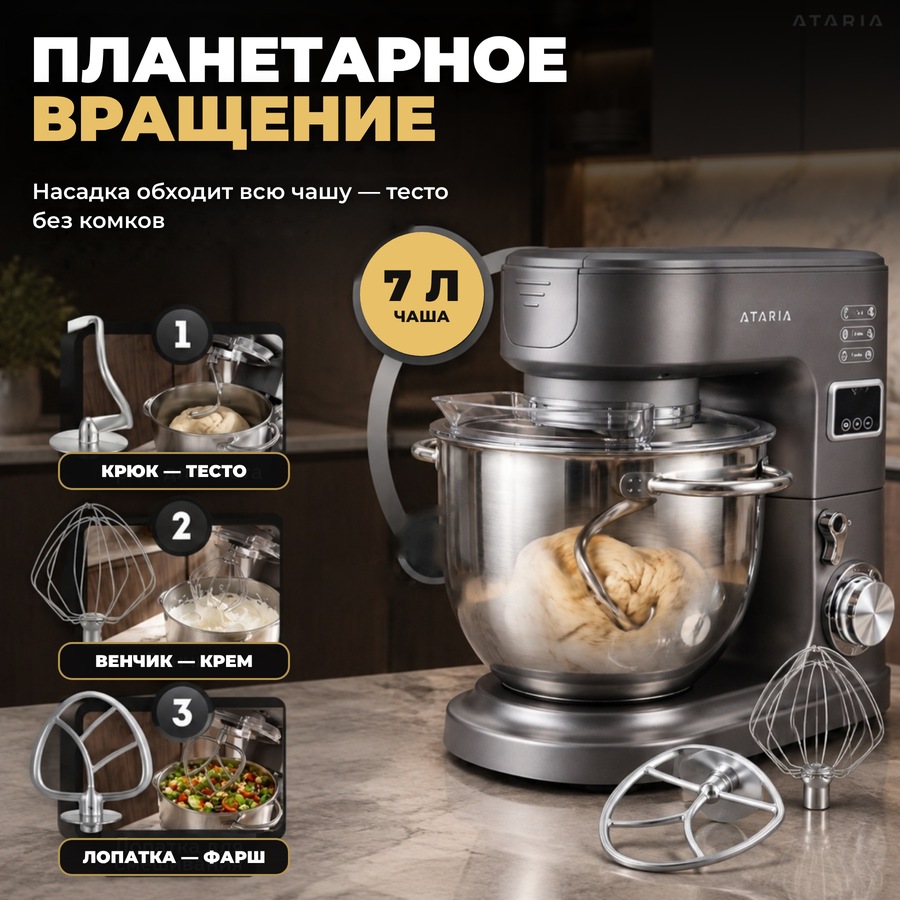 ATARIA
ПЛАНЕТАРНОЕ
ВРАЩЕНИЕ
Насадка обходит всю чашу — тесто
без комков
7 Л
ЧАША
ATARIA
1
КРЮК — ТЕСТО
2
ВЕНЧИК — КРЕМ
3
ЛОПАТКА — ФАРШ